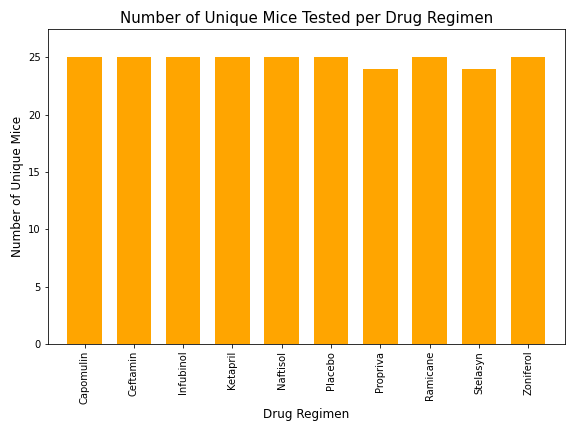 Number of Unique Mice Tested per Drug Regimen
Number of Unique Mice
25
20
15
10
5
0
Capomulin
Ceftamin
Infubinol
Ketapril
Naftisol
Placebo
Propriva
Ramicane
Stelasyn
Zoniferol
Drug Regimen